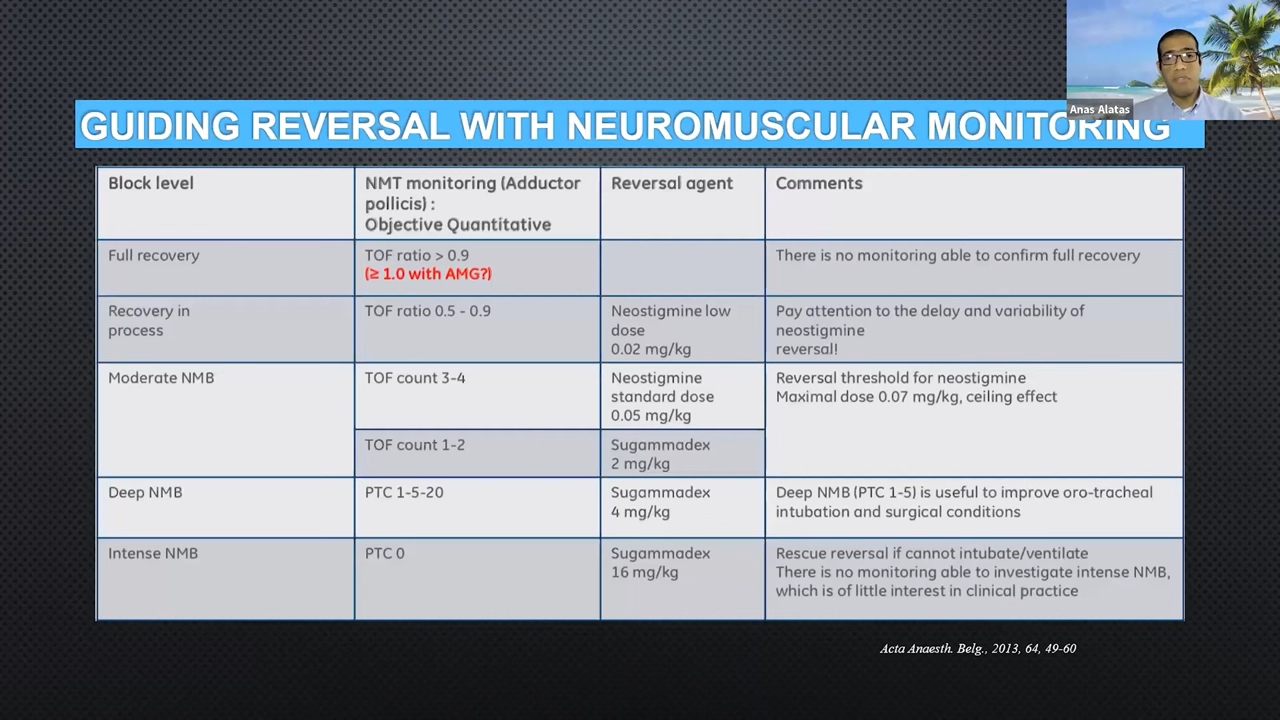 Anas Alatas
GUIDING REVERSAL WITH NEUROMUSCULAR MONITORING
Block level
NMT monitoring (Adductor
pollicis) :
Objective Quantitative
Reversal agent
Comments
Full recovery
TOF ratio > 0.9
(≥ 1.0 with AMG?)
There is no monitoring able to confirm full recovery
Recovery in
process
TOF ratio 0.5 - 0.9
Neostigmine low
dose
0.02 mg/kg
Pay attention to the delay and variability of
neostigmine
reversal!
Moderate NMB
TOF count 3-4
Neostigmine
standard dose
0.05 mg/kg
Reversal threshold for neostigmine
Maximal dose 0.07 mg/kg, ceiling effect
TOF count 1-2
Sugammadex
2 mg/kg
Deep NMB
PTC 1-5-20
Sugammadex
4 mg/kg
Deep NMB (PTC 1-5) is useful to improve oro-tracheal
intubation and surgical conditions
Intense NMB
PTC 0
Sugammadex
16 mg/kg
Rescue reversal if cannot intubate/ventilate
There is no monitoring able to investigate intense NMB,
which is of little interest in clinical practice
Acta Anaesth. Belg., 2013, 64, 49-60